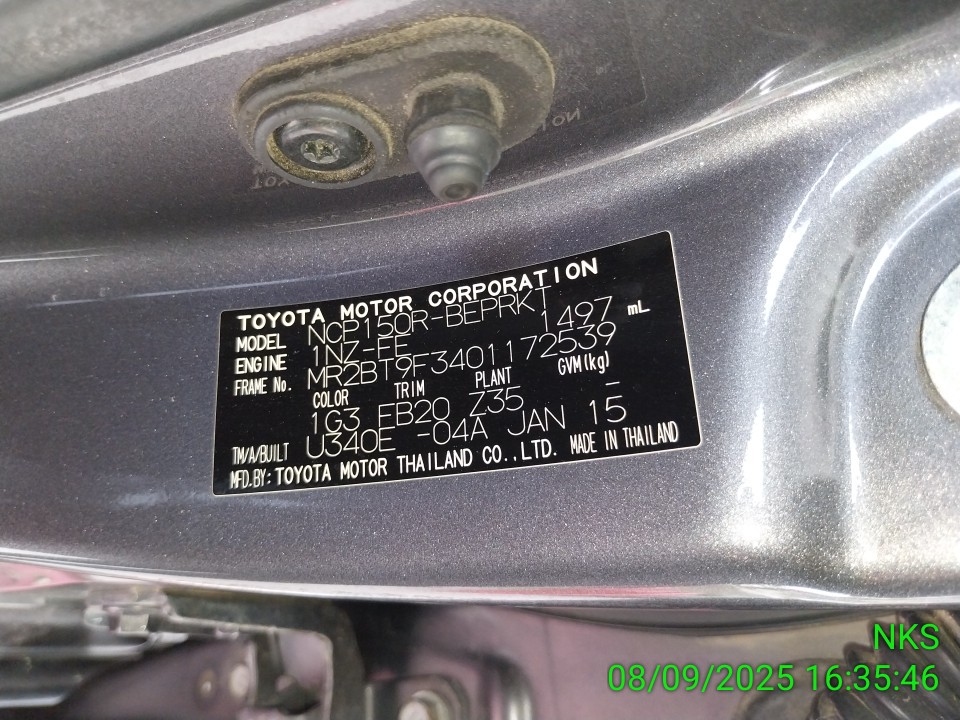 TOYOTA MOTOR CORPORATION
MODEL NCP150R-BEPRKT
ENGINE 1NZ-FE 1497 mL
FRAME No. MR2BT9F3401172539
COLOR TRIM PLANT GVM(kg)
1G3 EB20 Z35 –
TM/A/BUILT U340E -04A JAN 15
MFD.BY: TOYOTA MOTOR THAILAND CO.,LTD. MADE IN THAILAND
NKS
08/09/2025 16:35:46